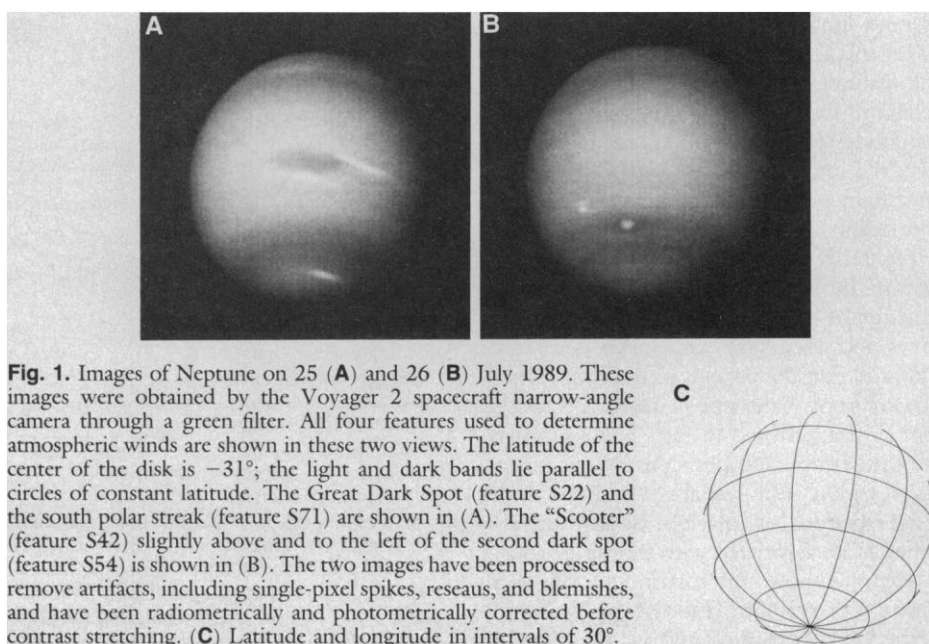 A
B
Fig. 1. Images of Neptune on 25 (A) and 26 (B) July 1989. These
images were obtained by the Voyager 2 spacecraft narrow-angle
camera through a green filter. All four features used to determine
atmospheric winds are shown in these two views. The latitude of the
center of the disk is −31°; the light and dark bands lie parallel to
circles of constant latitude. The Great Dark Spot (feature S22) and
the south polar streak (feature S71) are shown in (A). The “Scooter”
(feature S42) slightly above and to the left of the second dark spot
(feature S54) is shown in (B). The two images have been processed to
remove artifacts, including single-pixel spikes, reseaus, and blemishes,
and have been radiometrically and photometrically corrected before
contrast stretching. (C) Latitude and longitude in intervals of 30°.
C